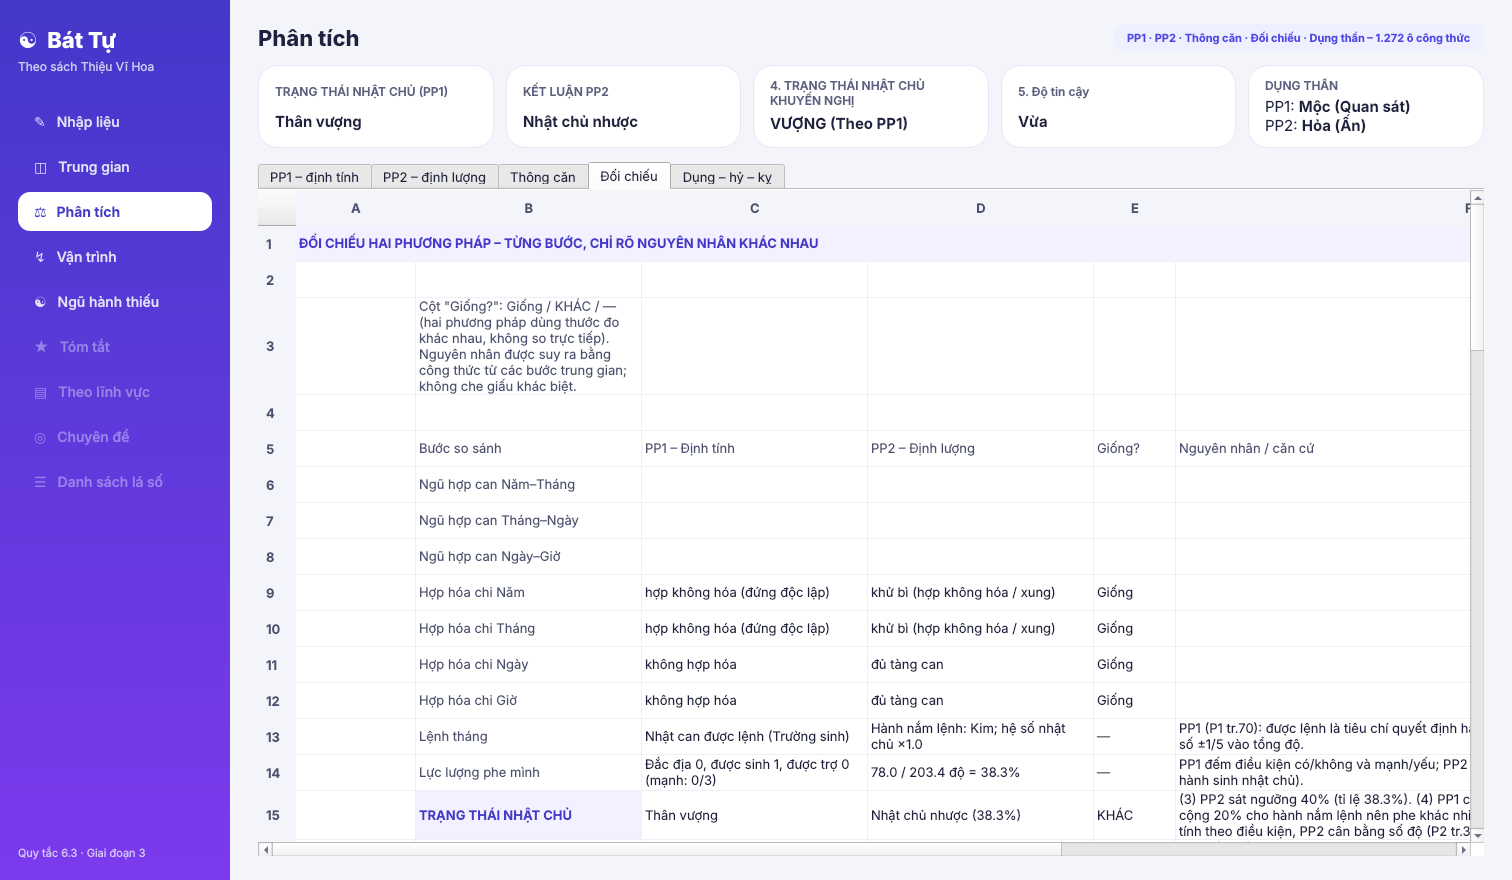 ☯ Bát Tự
Theo sách Thiệu Vĩ Hoa
✎ Nhập liệu
◫ Trung gian
⚖ Phân tích
↯ Vận trình
☯ Ngũ hành thiếu
★ Tóm tắt
▤ Theo lĩnh vực
◎ Chuyên đề
☰ Danh sách lá số
Quy tắc 6.3 · Giai đoạn 3
Phân tích
PP1 · PP2 · Thông căn · Đối chiếu · Dụng thần – 1.272 ô công thức
TRẠNG THÁI NHẬT CHỦ (PP1)
Thân vượng
KẾT LUẬN PP2
Nhật chủ nhược
4. TRẠNG THÁI NHẬT CHỦ
KHUYẾN NGHỊ
VƯỢNG (Theo PP1)
5. Độ tin cậy
Vừa
DỤNG THẦN
PP1: Mộc (Quan sát)
PP2: Hỏa (Ấn)
PP1 – định tính
PP2 – định lượng
Thông căn
Đối chiếu
Dụng – hỷ – kỵ
A B C D E F
1 ĐỐI CHIẾU HAI PHƯƠNG PHÁP – TỪNG BƯỚC, CHỈ RÕ NGUYÊN NHÂN KHÁC NHAU
2
3 Cột "Giống?": Giống / KHÁC / —
(hai phương pháp dùng thước đo
khác nhau, không so trực tiếp).
Nguyên nhân được suy ra bằng
công thức từ các bước trung gian;
không che giấu khác biệt.
4
5 Bước so sánh PP1 – Định tính PP2 – Định lượng Giống? Nguyên nhân / căn cứ
6 Ngũ hợp can Năm–Tháng
7 Ngũ hợp can Tháng–Ngày
8 Ngũ hợp can Ngày–Giờ
9 Hợp hóa chi Năm hợp không hóa (đứng độc lập) khử bì (hợp không hóa / xung) Giống
10 Hợp hóa chi Tháng hợp không hóa (đứng độc lập) khử bì (hợp không hóa / xung) Giống
11 Hợp hóa chi Ngày không hợp hóa đủ tàng can Giống
12 Hợp hóa chi Giờ không hợp hóa đủ tàng can Giống
13 Lệnh tháng Nhật can được lệnh (Trường sinh)
Hành nắm lệnh: Kim; hệ số nhật
chủ ×1.0
—
PP1 (P1 tr.70): được lệnh là tiêu chí quyết định
số ±1/5 vào tổng độ.
14 Lực lượng phe mình
Đắc địa 0, được sinh 1, được trợ 0
(mạnh: 0/3)
78.0 / 203.4 độ = 38.3%
—
PP1 đếm điều kiện có/không và mạnh/yếu; PP2
hành sinh nhật chủ).
15 TRẠNG THÁI NHẬT CHỦ Thân vượng Nhật chủ nhược (38.3%) KHÁC
(3) PP2 sát ngưỡng 40% (tỉ lệ 38.3%). (4) PP1
cộng 20% cho hành nắm lệnh nên phe khác
tính theo điều kiện, PP2 cân bằng số độ (P2